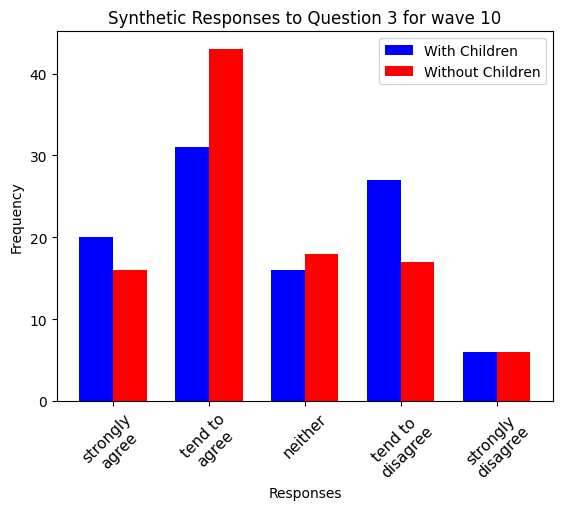 Synthetic Responses to Question 3 for wave 10
With Children
Without Children
Frequency
40
30
20
10
0
strongly
agree
tend to
agree
neither
tend to
disagree
strongly
disagree
Responses